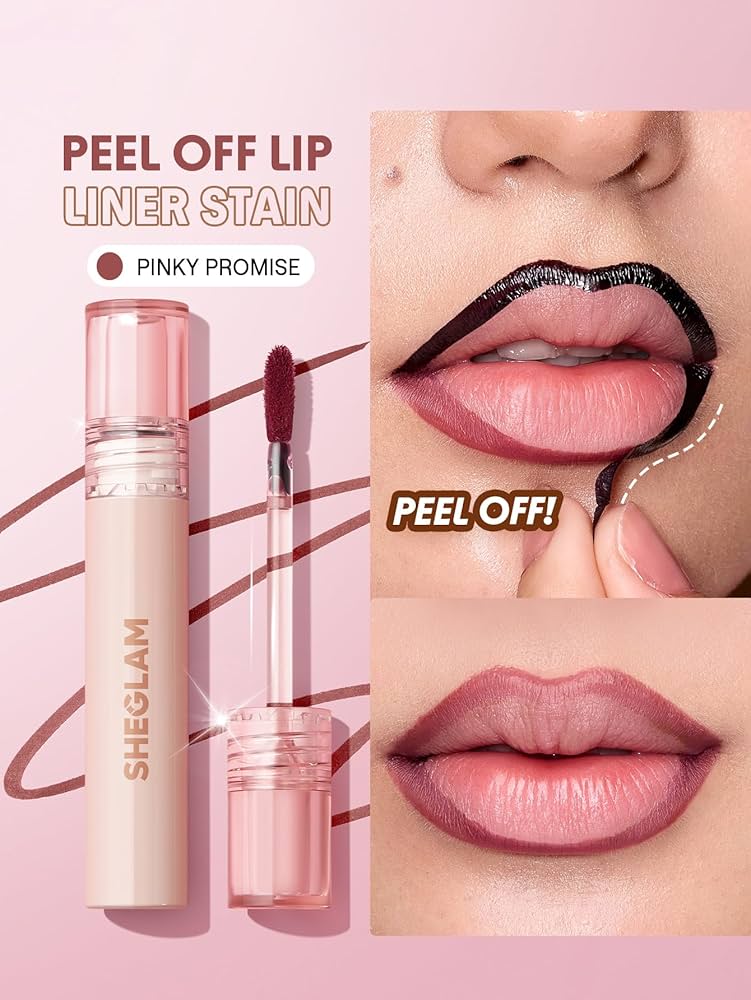 PEEL OFF LIP
LINER STAIN
PINKY PROMISE
SHEGLAM
PEEL OFF!